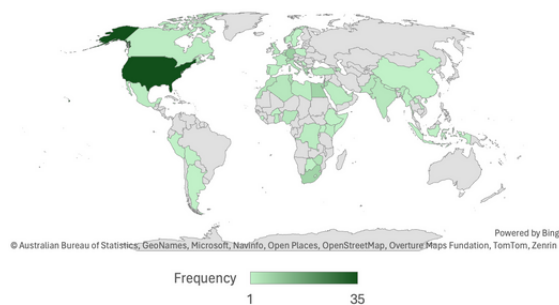 Powered by Bing
© Australian Bureau of Statistics, GeoNames, Microsoft, Navinfo, Open Places, OpenStreetMap, Overture Maps Fundation, TomTom, Zenrin
Frequency
1 35